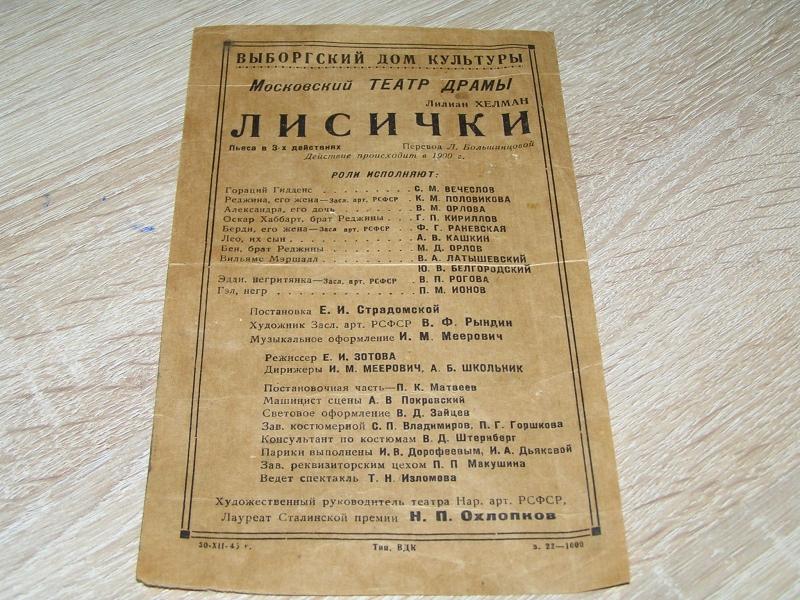 ВЫБОРГСКИЙ ДОМ КУЛЬТУРЫ
Московский ТЕАТР ДРАМЫ
Лилиан ХЕЛМАН
ЛИСИЧКИ
Пьеса в 3-х действиях Перевод Л. Большинцовой
Действие происходит в 1900 г.
РОЛИ ИСПОЛНЯЮТ:
Гораций Гидденс . . . . . . . . . С. М. ВЕЧЕСЛОВ
Реджина, его жена—Засл. арт. РСФСР . К. М. ПОЛОВИКОВА
Александра, его дочь . . . . . . . В. М. ОРЛОВА
Оскар Хаббарт, брат Реджины . . . Г. П. КИРИЛЛОВ
Берди, его жена—Засл арт. РСФСР . . Ф. Г. РАНЕВСКАЯ
Лео, их сын . . . . . . . . . . . А. В. КАШКИН
Бен, брат Реджины . . . . . . . . М. Д. ОРЛОВ
Вильямс Мэршалл . . . . . . . . . В. А. ЛАТЫШЕВСКИЙ
Ю. В. БЕЛГОРОДСКИЙ
Эдди, негритянка—Засл. арт. РСФСР . . В. П. РОГОВА
Гэл, негр . . . . . . . . . . . . П. М. ИОНОВ
Постановка Е. И. Страдомской
Художник Засл. арт. РСФСР В. Ф. Рындин
Музыкальное оформление И. М. Меерович
Режиссер Е. И. ЗОТОВА
Дирижеры И. М. МЕЕРОВИЧ, А. Б. ШКОЛЬНИК
Постановочная часть—П. К. Матвеев
Машинист сцены А. В Покровский
Световое оформление В. Д. Зайцев
Зав. костюмерной С. П. Владимиров, П. Г. Горшкова
Консультант по костюмам В. Д. Штернберг
Парики выполнены И. В. Дорофеевым, И. А. Дьяковой
Зав. реквизиторским цехом П. П Макушина
Ведет спектакль Т. Н. Изломова
Художественный руководитель театра Нар. арт. РСФСР,
Лауреат Сталинской премии Н. П. Охлопков
30-XII-45 г. Тип. ВДК з. 22—1000